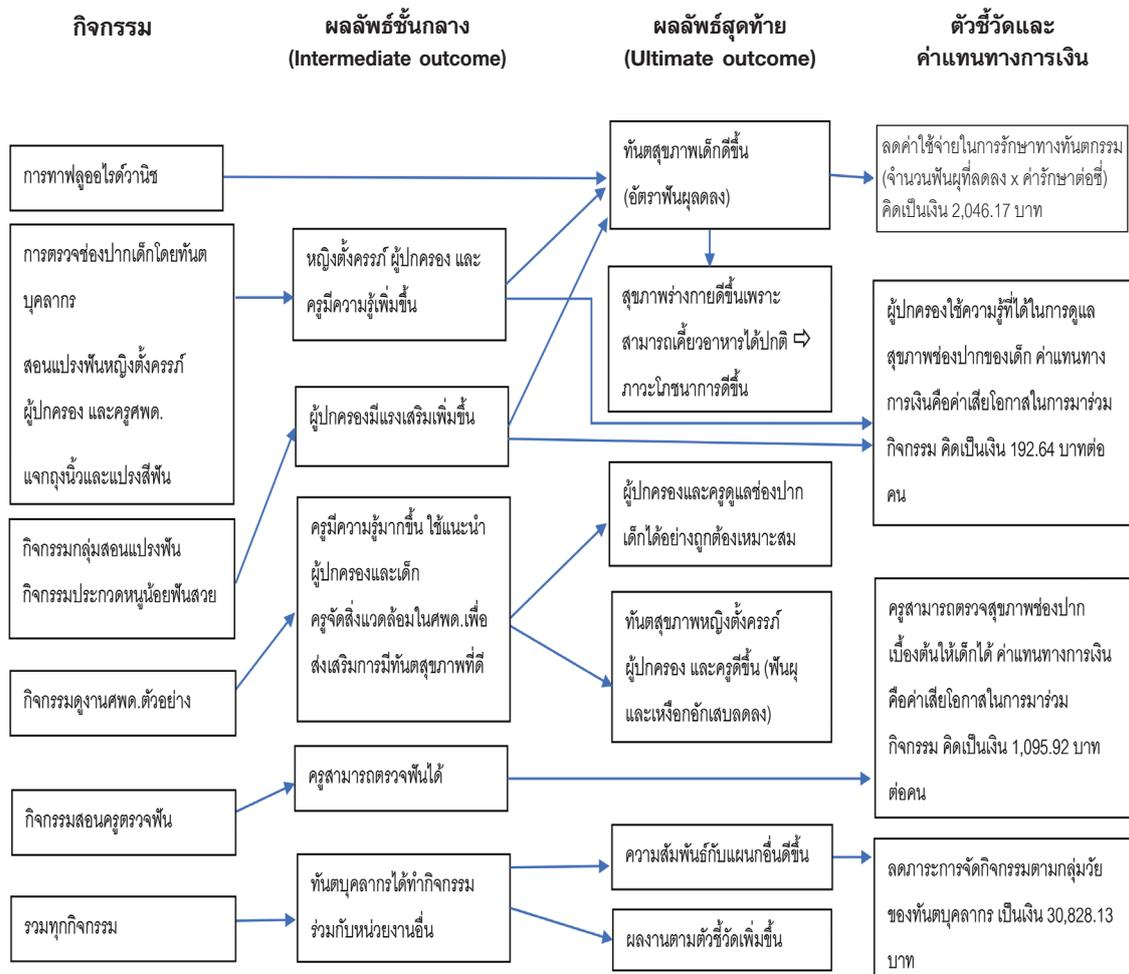 กิจกรรม
ผลลัพธ์ชั้นกลาง
(Intermediate outcome)
ผลลัพธ์สุดท้าย
(Ultimate outcome)
ตัวชี้วัดและ
ค่าแทนทางการเงิน
การทาฟลูออไรด์วานิช
การตรวจช่องปากเด็กโดยทันต
บุคลากร
สอนแปรงฟันหญิงตั้งครรภ์
ผู้ปกครอง และครูศพด.
แจกถุงนิ้วและแปรงสีฟัน
กิจกรรมกลุ่มสอนแปรงฟัน
กิจกรรมประกวดหนูน้อยฟันสวย
กิจกรรมดูงานศพด.ตัวอย่าง
กิจกรรมสอนครูตรวจฟัน
รวมทุกกิจกรรม
หญิงตั้งครรภ์ ผู้ปกครอง และ
ครูมีความรู้เพิ่มขึ้น
ผู้ปกครองมีแรงเสริมเพิ่มขึ้น
ครูมีความรู้มากขึ้น ใช้แนะนำ
ผู้ปกครองและเด็ก
ครูจัดสิ่งแวดล้อมในศพด.เพื่อ
ส่งเสริมการมีทันตสุขภาพที่ดี
ครูสามารถตรวจฟันได้
ทันตบุคลากรได้ทำกิจกรรม
ร่วมกับหน่วยงานอื่น
ทันตสุขภาพเด็กดีขึ้น
(อัตราฟันผุลดลง)
สุขภาพร่างกายดีขึ้นเพราะ
สามารถเคี้ยวอาหารได้ปกติ ⇨
ภาวะโภชนาการดีขึ้น
ผู้ปกครองและครูดูแลช่องปาก
เด็กได้อย่างถูกต้องเหมาะสม
ทันตสุขภาพหญิงตั้งครรภ์
ผู้ปกครอง และครูดีขึ้น (ฟันผุ
และเหงือกอักเสบลดลง)
ความสัมพันธ์กับแผนกอื่นดีขึ้น
ผลงานตามตัวชี้วัดเพิ่มขึ้น
ลดค่าใช้จ่ายในการรักษาทางทันตกรรม
(จำนวนฟันผุที่ลดลง x ค่ารักษาต่อซี่)
คิดเป็นเงิน 2,046.17 บาท
ผู้ปกครองใช้ความรู้ที่ได้ในการดูแล
สุขภาพช่องปากของเด็ก ค่าแทนทาง
การเงินคือค่าเสียโอกาสในการมาร่วม
กิจกรรม คิดเป็นเงิน 192.64 บาทต่อ
คน
ครูสามารถตรวจสุขภาพช่องปาก
เบื้องต้นให้เด็กได้ ค่าแทนทางการเงิน
คือค่าเสียโอกาสในการมาร่วม
กิจกรรม คิดเป็นเงิน 1,095.92 บาท
ต่อคน
ลดภาระการจัดกิจกรรมตามกลุ่มวัย
ของทันตบุคลากร เป็นเงิน 30,828.13
บาท